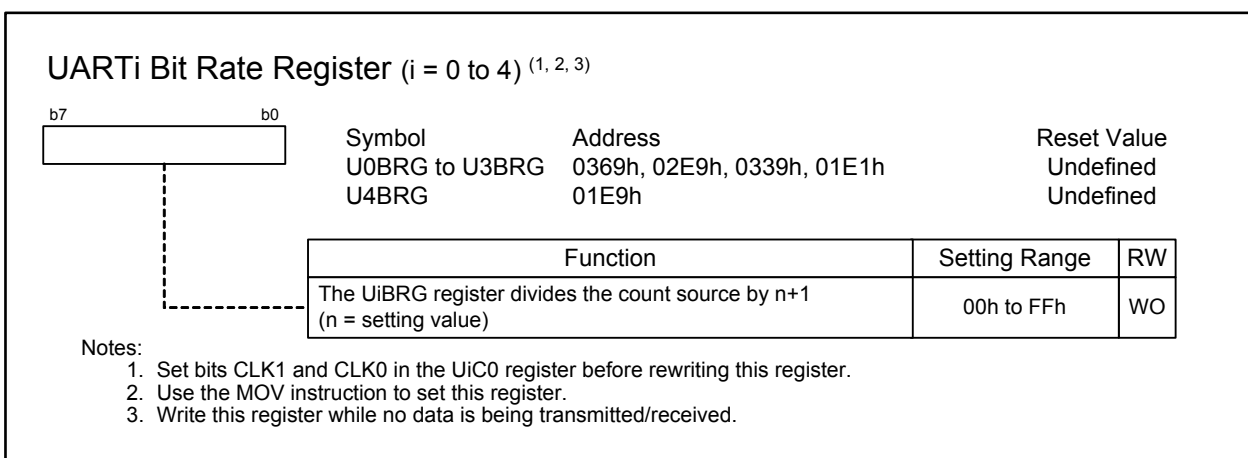 UARTi Bit Rate Register (i = 0 to 4) (1, 2, 3)
b7 b0
Symbol Address Reset Value
U0BRG to U3BRG 0369h, 02E9h, 0339h, 01E1h Undefined
U4BRG 01E9h Undefined
Function Setting Range RW
The UiBRG register divides the count source by n+1
(n = setting value)
00h to FFh WO
Notes:
1. Set bits CLK1 and CLK0 in the UiC0 register before rewriting this register.
2. Use the MOV instruction to set this register.
3. Write this register while no data is being transmitted/received.